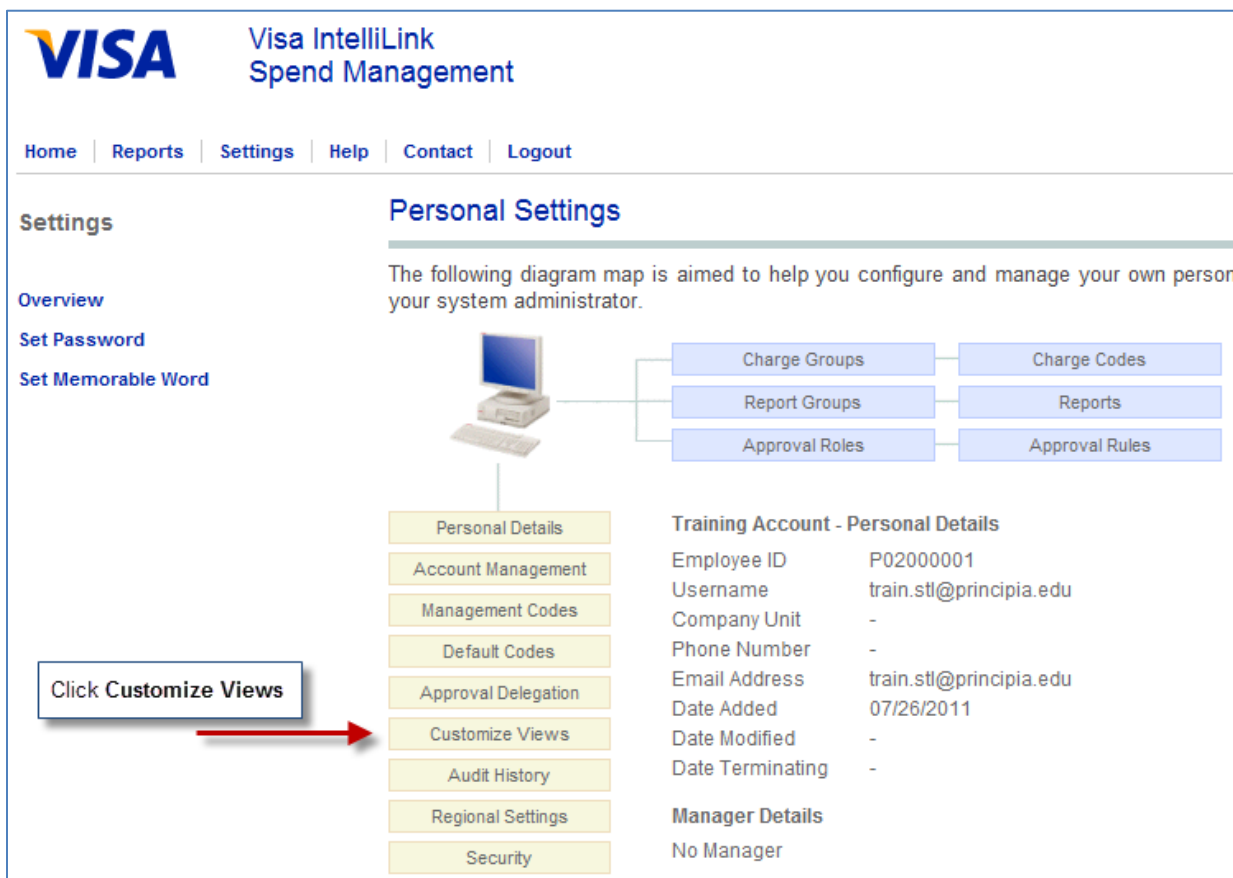 VISA
Visa IntelliLink
Spend Management
Home Reports Settings Help Contact Logout
Settings
Overview
Set Password
Set Memorable Word
Personal Settings
The following diagram map is aimed to help you configure and manage your own person
your system administrator.
Charge Groups Charge Codes
Report Groups Reports
Approval Roles Approval Rules
Personal Details
Account Management
Management Codes
Default Codes
Approval Delegation
Customize Views
Audit History
Regional Settings
Security
Click Customize Views
Training Account - Personal Details
Employee ID P02000001
Username train.stl@principia.edu
Company Unit -
Phone Number -
Email Address train.stl@principia.edu
Date Added 07/26/2011
Date Modified -
Date Terminating -
Manager Details
No Manager